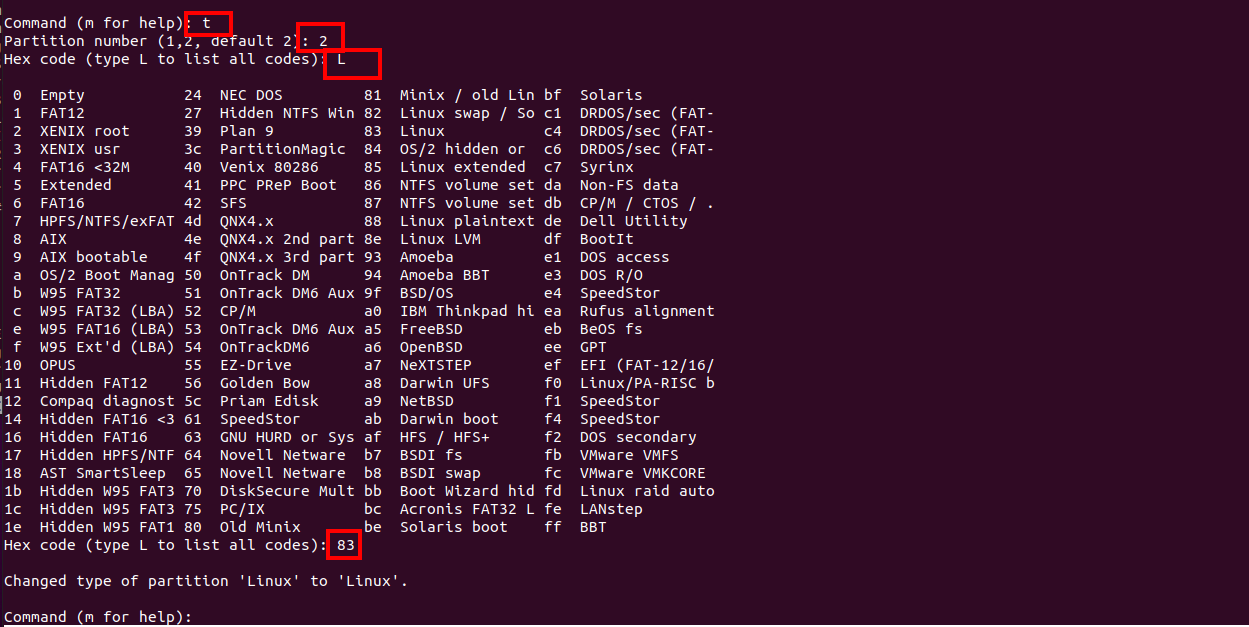 Command (m for help): t
Partition number (1,2, default 2): 2
Hex code (type L to list all codes): L
0 Empty 24 NEC DOS 81 Minix / old Lin bf Solaris
1 FAT12 27 Hidden NTFS Win 82 Linux swap / So c1 DRDOS/sec (FAT-
2 XENIX root 39 Plan 9 83 Linux c4 DRDOS/sec (FAT-
3 XENIX usr 3c PartitionMagic 84 OS/2 hidden or c6 DRDOS/sec (FAT-
4 FAT16 <32M 40 Venix 80286 85 Linux extended c7 Syrinx
5 Extended 41 PPC PReP Boot 86 NTFS volume set da Non-FS data
6 FAT16 42 SFS 87 NTFS volume set db CP/M / CTOS / .
7 HPFS/NTFS/exFAT 4d QNX4.x 88 Linux plaintext de Dell Utility
8 AIX 4e QNX4.x 2nd part 8e Linux LVM df BootIt
9 AIX bootable 4f QNX4.x 3rd part 93 Amoeba e1 DOS access
a OS/2 Boot Manag 50 OnTrack DM 94 Amoeba BBT e3 DOS R/O
b W95 FAT32 51 OnTrack DM6 Aux 9f BSD/OS e4 SpeedStor
c W95 FAT32 (LBA) 52 CP/M a0 IBM Thinkpad hi ea Rufus alignment
e W95 FAT16 (LBA) 53 OnTrack DM6 Aux a5 FreeBSD eb BeOS fs
f W95 Ext'd (LBA) 54 OnTrackDM6 a6 OpenBSD ee GPT
10 OPUS 55 EZ-Drive a7 NeXTSTEP ef EFI (FAT-12/16/
11 Hidden FAT12 56 Golden Bow a8 Darwin UFS f0 Linux/PA-RISC b
12 Compaq diagnost 5c Priam Edisk a9 NetBSD f1 SpeedStor
14 Hidden FAT16 <3 61 SpeedStor ab Darwin boot f4 SpeedStor
16 Hidden FAT16 63 GNU HURD or Sys af HFS / HFS+ f2 DOS secondary
17 Hidden HPFS/NTF 64 Novell Netware b7 BSDI fs fb VMware VMFS
18 AST SmartSleep 65 Novell Netware b8 BSDI swap fc VMware VMKCORE
1b Hidden W95 FAT3 70 DiskSecure Mult bb Boot Wizard hid fd Linux raid auto
1c Hidden W95 FAT3 75 PC/IX bc Acronis FAT32 L fe LANstep
1e Hidden W95 FAT1 80 Old Minix be Solaris boot ff BBT
Hex code (type L to list all codes): 83
Changed type of partition 'Linux' to 'Linux'.
Command (m for help):